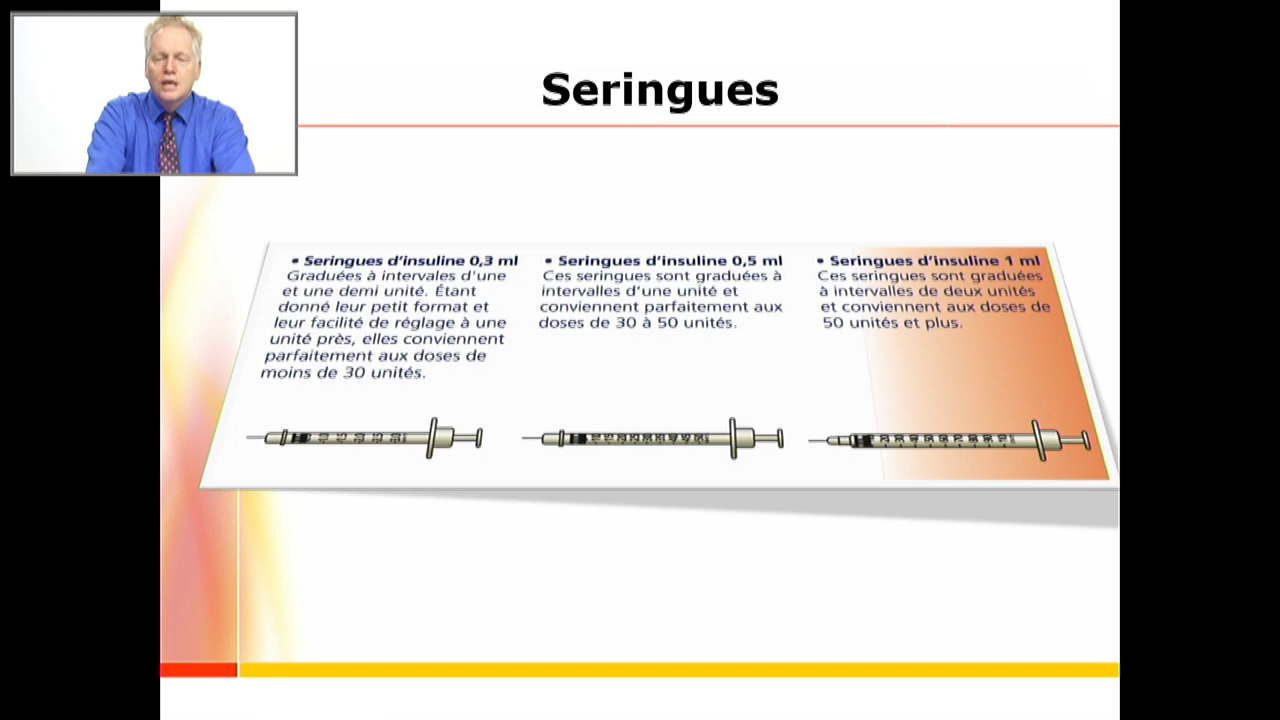 Seringues
• Seringues d’insuline 0,3 ml
Graduées à intervales d'une
et une demi unité. Étant
donné leur petit format et
leur facilité de réglage à une
unité près, elles conviennent
parfaitement aux doses de
moins de 30 unités.
• Seringues d’insuline 0,5 ml
Ces seringues sont graduées à
intervalles d’une unité et
conviennent parfaitement aux
doses de 30 à 50 unités.
• Seringues d’insuline 1 ml
Ces seringues sont graduées
à intervalles de deux unités
et conviennent aux doses de
50 unités et plus.